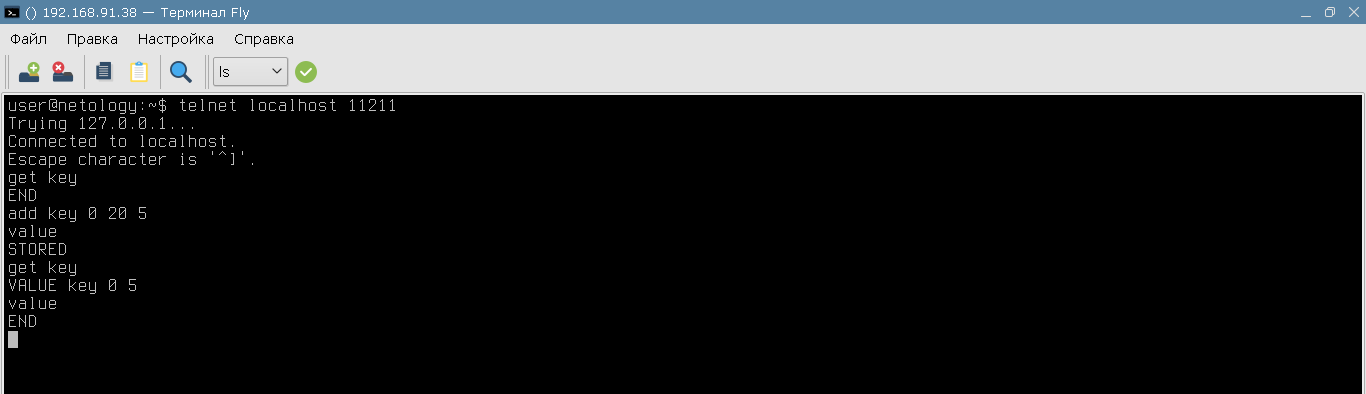 () 192.168.91.38 — Терминал Fly
Файл Правка Настройка Справка
ls
user@netology:~$ telnet localhost 11211
Trying 127.0.0.1...
Connected to localhost.
Escape character is '^]'.
get key
END
add key 0 20 5
value
STORED
get key
VALUE key 0 5
value
END